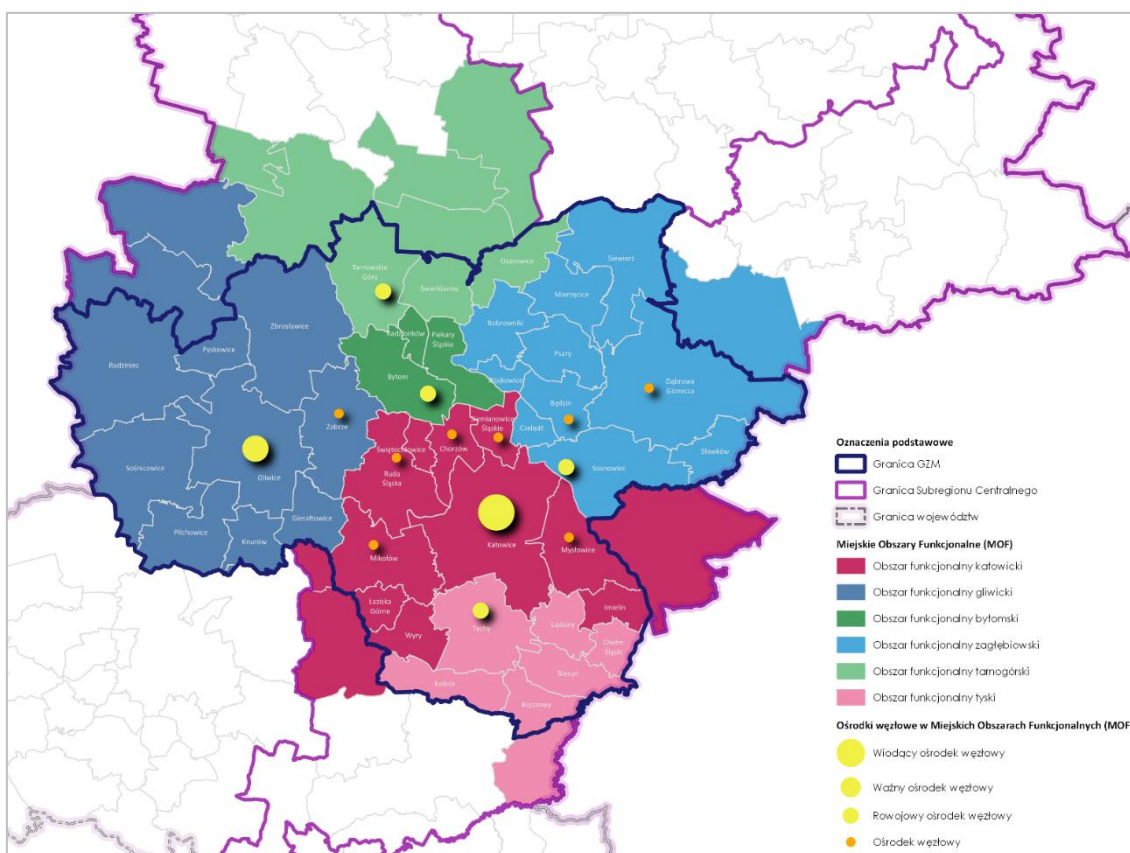 Tarnowskie
Góry
Świerklaniec
Ożarowice
Siewierz
Mierzęcice
Zbrosławice
Radzionków
Piekary
Śląskie
Bobrowniki
Psary
Pyskowice
Rudziniec
Bytom
Wojkowice
Będzin
Dąbrowa
Górnicza
Zabrze
Siemianowice
Śląskie
Czeladź
Chorzów
Świętochłowice
Ruda
Śląska
Sośnicowice
Gliwice
Sosnowiec
Sławków
Gierałtowice
Pilchowice
Knurów
Katowice
Mysłowice
Mikołów
Łaziska
Górne
Wyry
Tychy
Lędziny
Imielin
Chełm
Śląski
Bieruń
Kobiór
Bojszowy
Oznaczenia podstawowe
Granica GZM
Granica Subregionu Centralnego
Granica województw
Miejskie Obszary Funkcjonalne (MOF)
Obszar funkcjonalny katowicki
Obszar funkcjonalny gliwicki
Obszar funkcjonalny bytomski
Obszar funkcjonalny zagłębiowski
Obszar funkcjonalny tarnogórski
Obszar funkcjonalny tyski
Ośrodki węzłowe w Miejskich Obszarach Funkcjonalnych (MOF
Wiodący ośrodek węzłowy
Ważny ośrodek węzłowy
Rowojowy ośrodek węzłowy
Ośrodek węzłowy